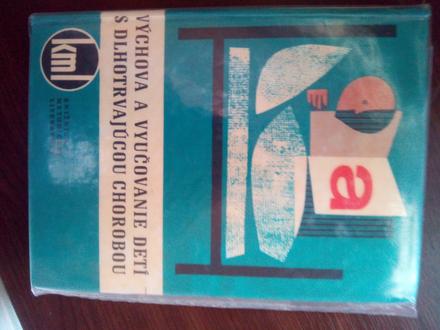 kml
VÝCHOVA A VYUČOVANIE DETÍ
S DLHOTRVAJÚCOU CHOROBOU
a